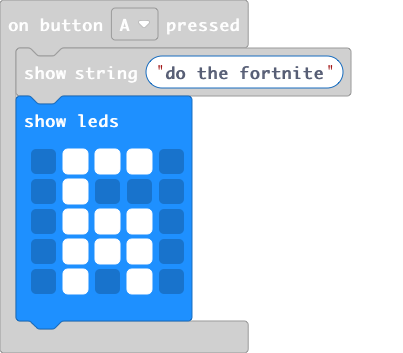 on button A pressed
show string "do the fortnite"
show leds